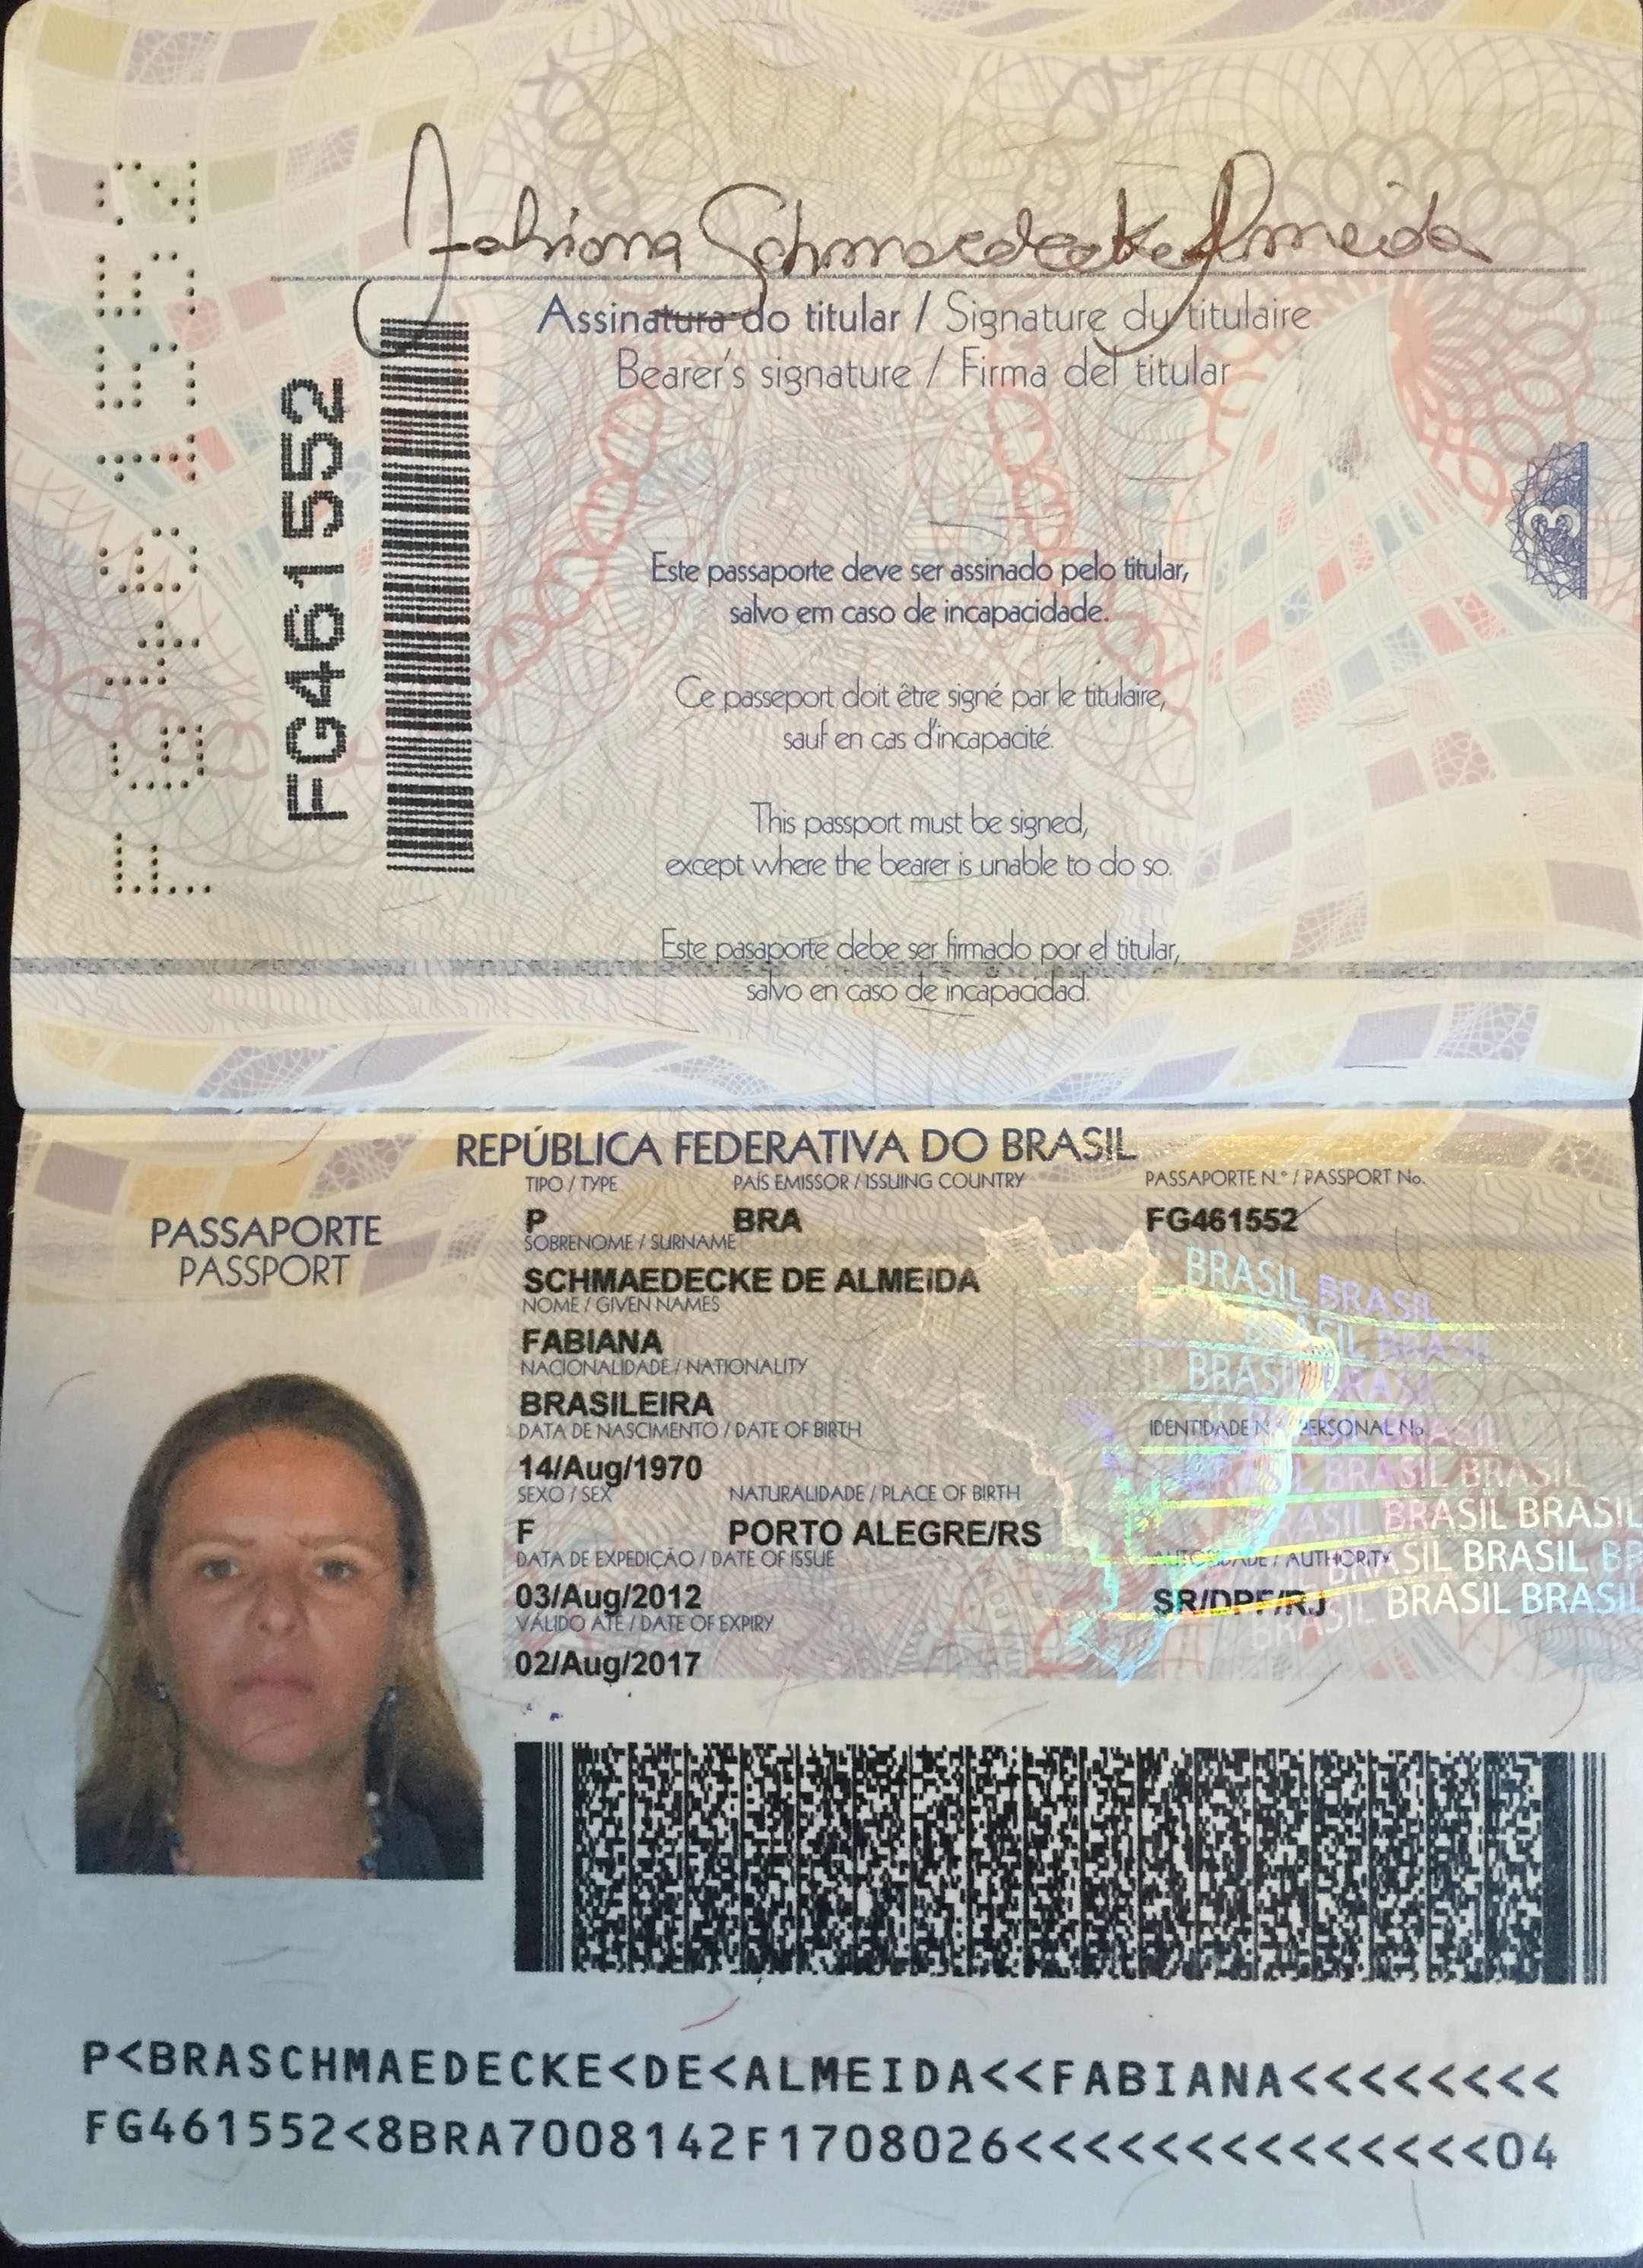 Fabiana Schmaedecke Almeida
Assinatura do titular / Signature du titulaire
Bearer's signature / Firma del titular
FG461552
FG461552
3
Este passaporte deve ser assinado pelo titular,
salvo em caso de incapacidade.
Ce passeport doit être signé par le titulaire,
sauf en cas d'incapacité.
This passport must be signed,
except where the bearer is unable to do so.
Este pasaporte debe ser firmado por el titular,
salvo en caso de incapacidad.
REPÚBLICA FEDERATIVA DO BRASIL
PASSAPORTE
PASSPORT
TIPO / TYPE PAÍS EMISSOR / ISSUING COUNTRY PASSAPORTE N.º / PASSPORT No.
P BRA FG461552
SOBRENOME / SURNAME
SCHMAEDECKE DE ALMEIDA
NOME / GIVEN NAMES
FABIANA
NACIONALIDADE / NATIONALITY
BRASILEIRA
DATA DE NASCIMENTO / DATE OF BIRTH IDENTIDADE N.º / PERSONAL No.
14/Aug/1970
SEXO / SEX NATURALIDADE / PLACE OF BIRTH
F PORTO ALEGRE/RS
DATA DE EXPEDIÇÃO / DATE OF ISSUE AUTORIDADE / AUTHORITY
03/Aug/2012 SR/DPF/RJ
VÁLIDO ATÉ / DATE OF EXPIRY
02/Aug/2017
BRASIL BRASIL
BRASIL BRASIL
BRASIL BRASIL
BRASIL BRASIL
BRASIL BRASIL
BRASIL BRASIL
P<BRASCHMAEDECKE<DE<ALMEIDA<<FABIANA<<<<<<<<
FG461552<8BRA7008142F1708026<<<<<<<<<<<<<<04